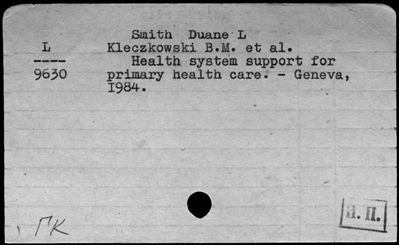 Smith Duane L
L
Kleczkowski B.M. et al.
----
Health system support for
9630
primary health care. - Geneva,
1984.
ГК
Н. П.